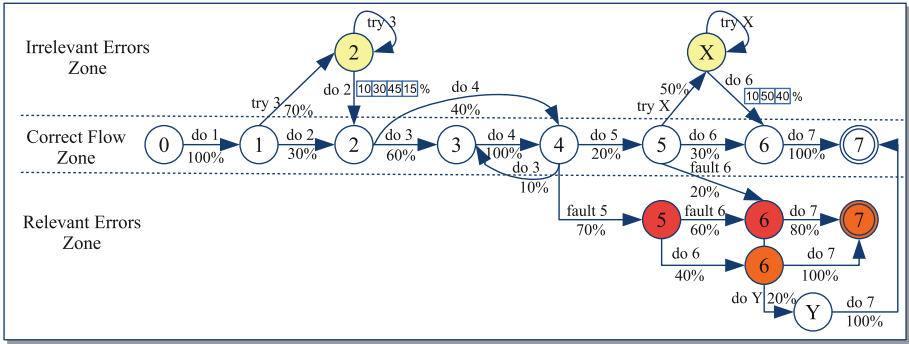 try 3
try X
Irrelevant Errors
Zone
2
X
do 2 10 30 45 15 %
do 6
50%
10 50 40 %
try 3
70%
do 4
40%
try X
Correct Flow
Zone
0
do 1
100%
1
do 2
30%
2
do 3
60%
3
do 4
100%
4
do 5
20%
5
do 6
30%
6
do 7
100%
7
do 3
10%
fault 6
20%
Relevant Errors
Zone
fault 5
70%
5
fault 6
60%
6
do 7
80%
7
do 6
40%
6
do 7
100%
do Y 20%
Y
do 7
100%